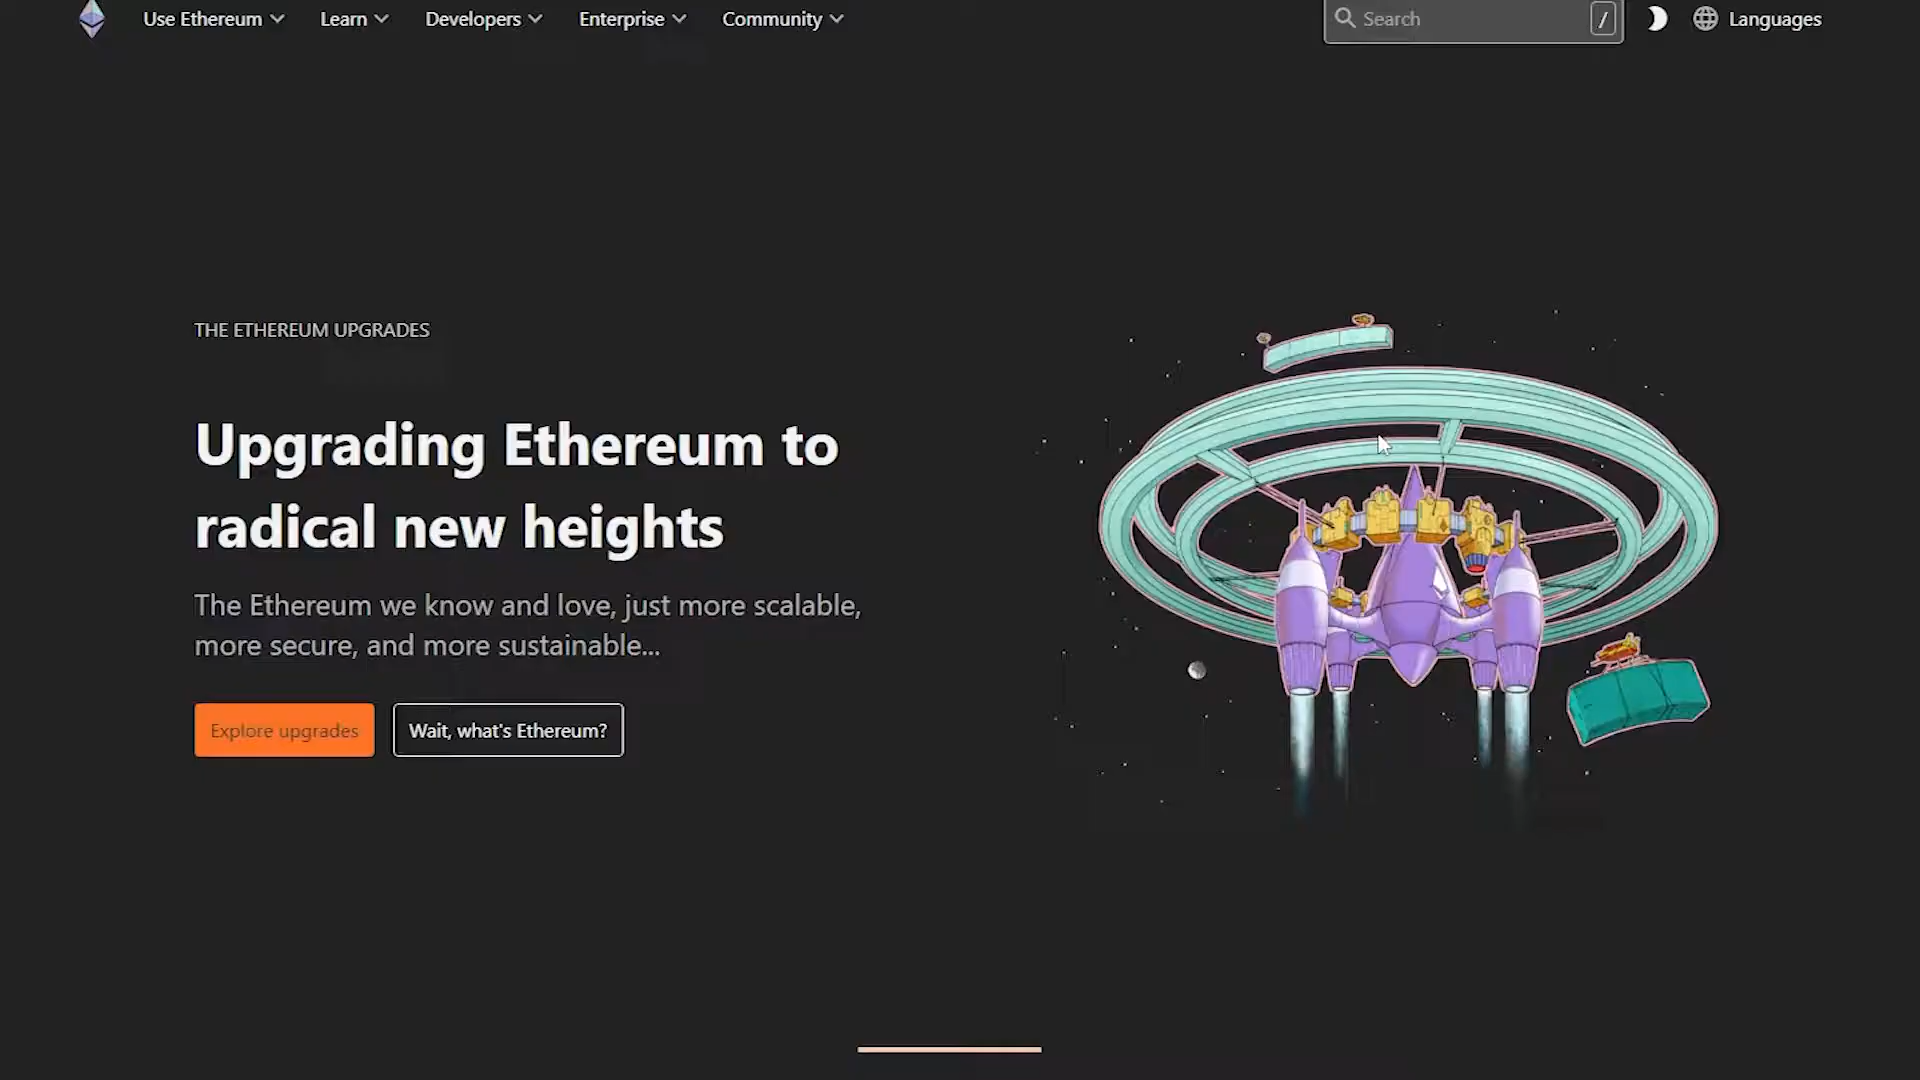 Use Ethereum
Learn
Developers
Enterprise
Community
Search
/
Languages
THE ETHEREUM UPGRADES
Upgrading Ethereum to
radical new heights
The Ethereum we know and love, just more scalable,
more secure, and more sustainable...
Explore upgrades
Wait, what's Ethereum?